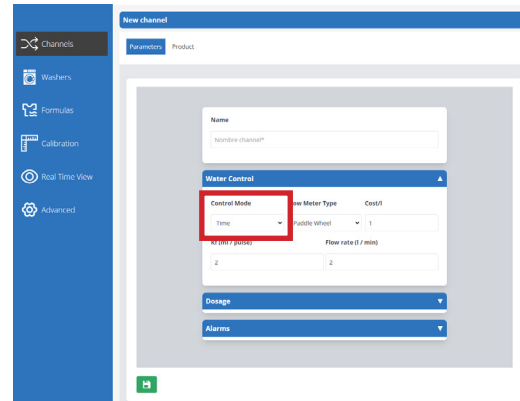 New channel
Channels
Washers
Formulas
Calibration
Real Time View
Advanced
Parameters Product
Name
Nombre channel*
Water Control ▲
Control Mode ow Meter Type Cost/l
Time Paddle Wheel 1
Kf (ml / pulse) Flow rate (l / min)
2 2
Dosage ▼
Alarms ▼